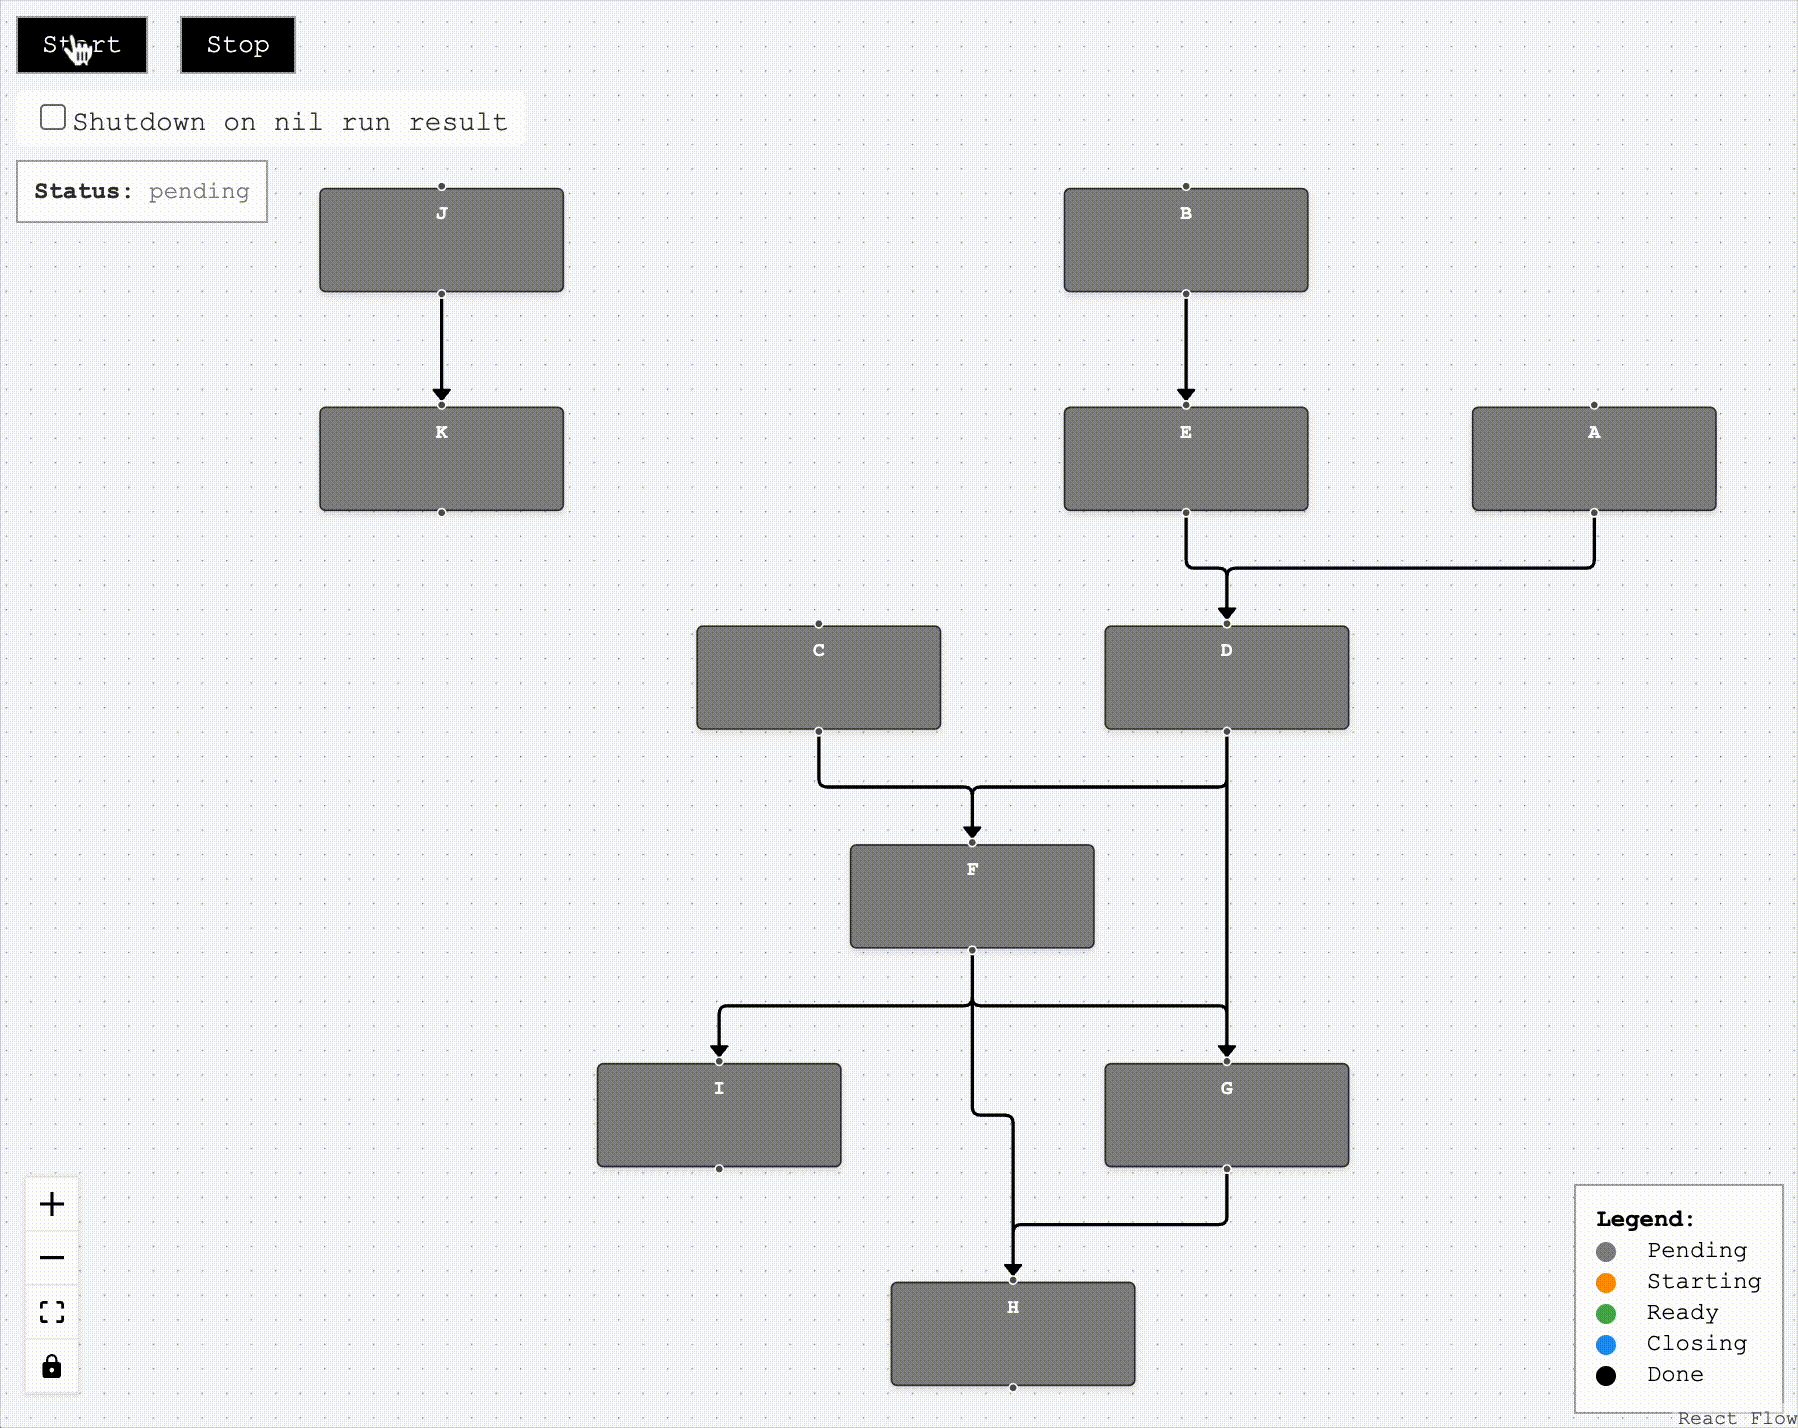 Start
Stop
Shutdown on nil run result
Status: pending
J
B
K
E
A
C
D
F
I
G
H
Legend:
Pending
Starting
Ready
Closing
Done
React Flow